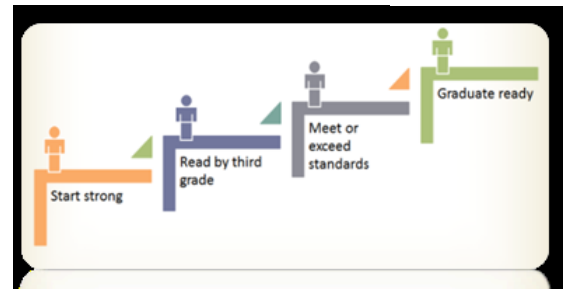 Start strong
Read by third
grade
Meet or
exceed
standards
Graduate ready